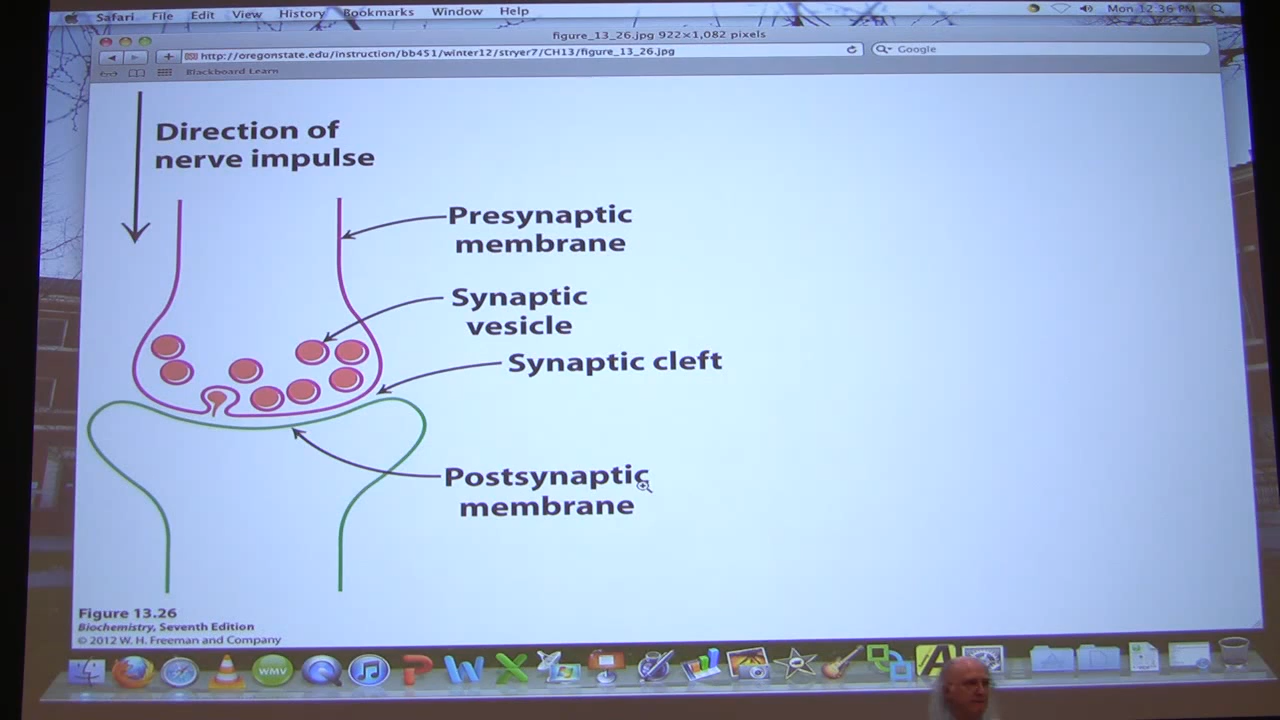 Safari File Edit View History Bookmarks Window Help Mon 12:36 PM
figure_13_26.jpg 922×1,082 pixels
http://oregonstate.edu/instruction/bb451/winter12/stryer7/CH13/figure_13_26.jpg
Google
Blackboard Learn
Direction of
nerve impulse
Presynaptic
membrane
Synaptic
vesicle
Synaptic cleft
Postsynaptic
membrane
Figure 13.26
Biochemistry, Seventh Edition
© 2012 W. H. Freeman and Company
WMV